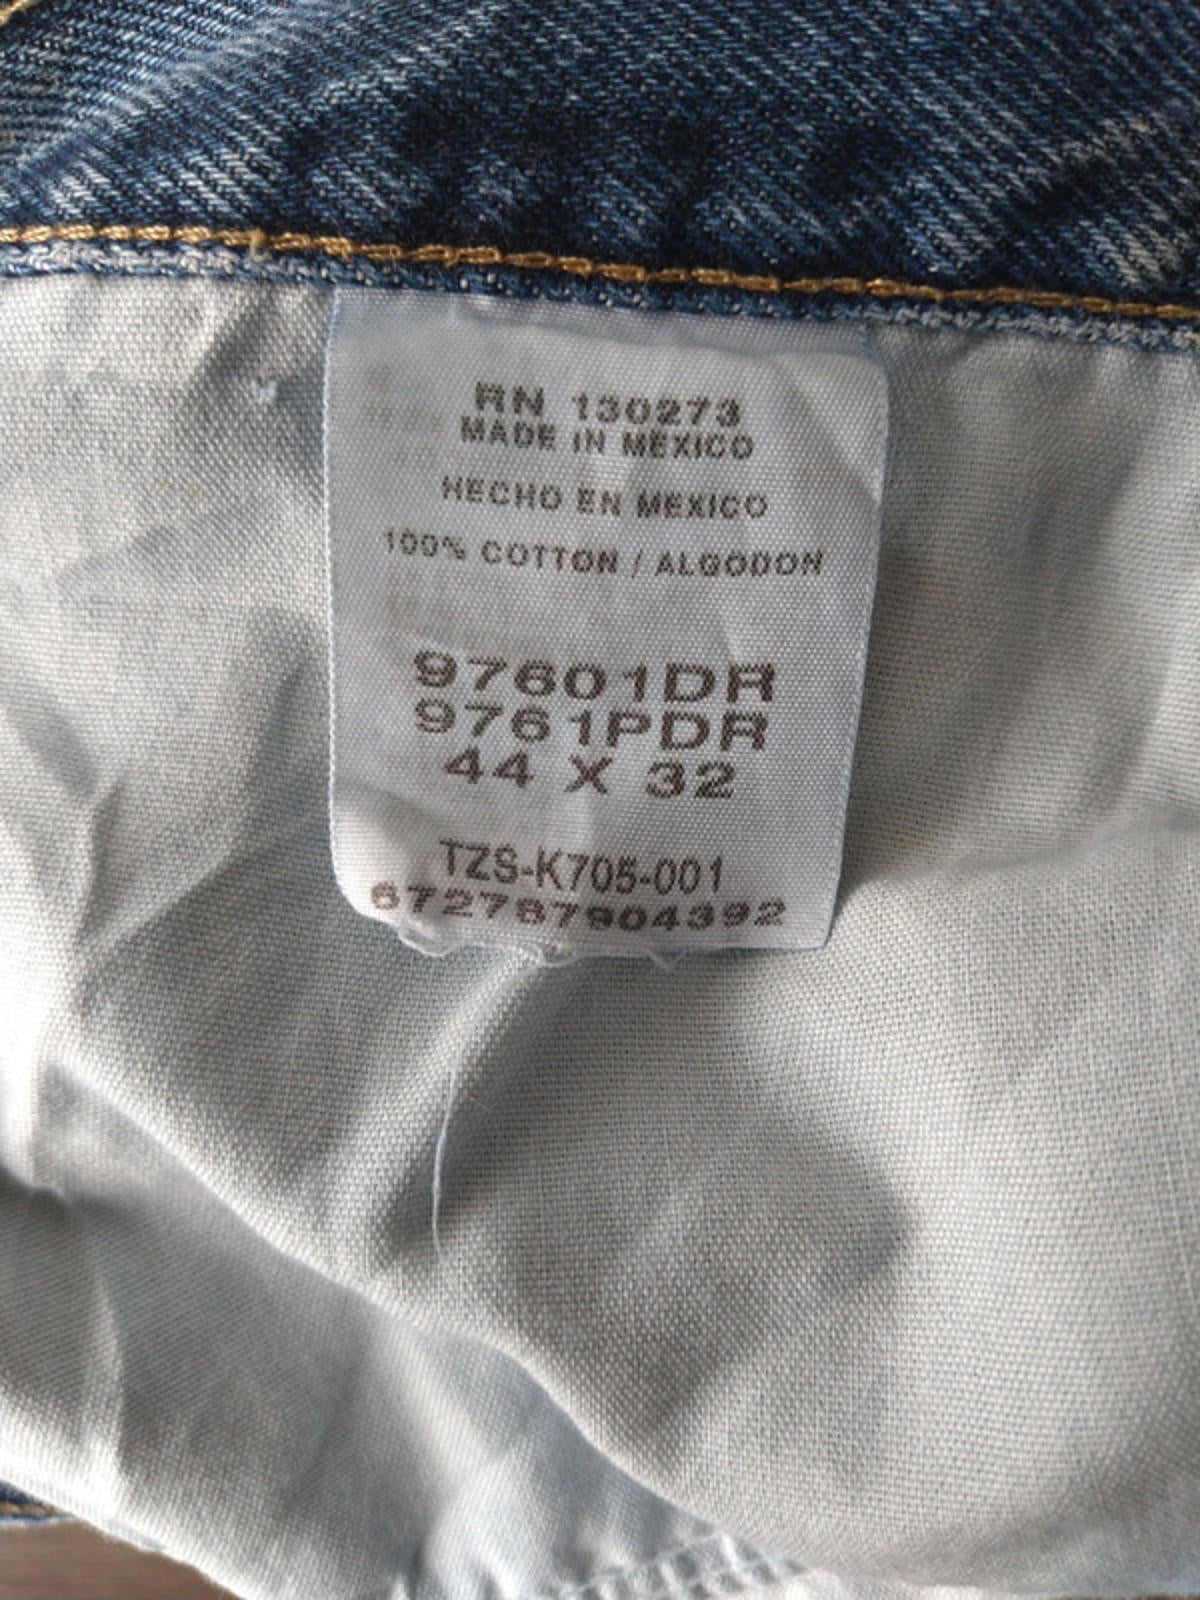 RN 130273
MADE IN MEXICO
HECHO EN MEXICO
100% COTTON / ALGODON
97601DR
9761PDR
44 X 32
TZS-K705-001
672787904392